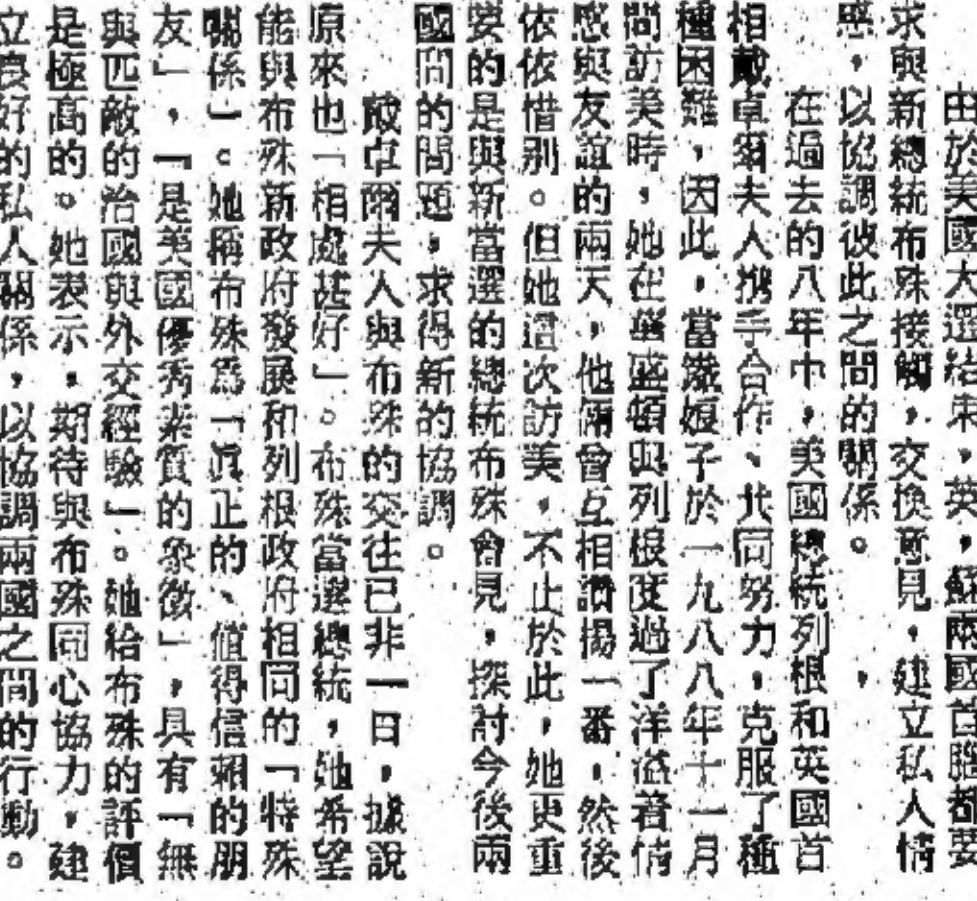 由於美國大選結束，英，蘇兩國首腦都要
求與新總統布殊接觸，交換意見，建立私人情
感，以協調彼此之間的關係。
在過去的八年中，美國總統列根和英國首
相戴卓爾夫人携手合作、共同努力，克服了種
種困難，因此，當鐵娘子於一九八八年十一月
間訪美時，她在華盛頓與列根度過了洋溢着情
感與友誼的兩天，他倆曾互相讚揚一番，然後
依依惜别。但她這次訪美，不止於此，她更重
要的是與新當選的總統布殊會見，探討今後兩
國間的問題，求得新的協調。
戴卓爾夫人與布殊的交往已非一日，據説
原來也「相處甚好」。布殊當選總統，她希望
能與布殊新政府發展和列根政府相同的「特殊
關係」。她稱布殊爲「眞正的、值得信賴的朋
友」，「是美國優秀素質的象徵」，具有「無
與匹敵的治國與外交經驗」。她給布殊的評價
是極高的。她表示，期待與布殊同心協力，建
立良好的私人關係，以協調兩國之間的行動。